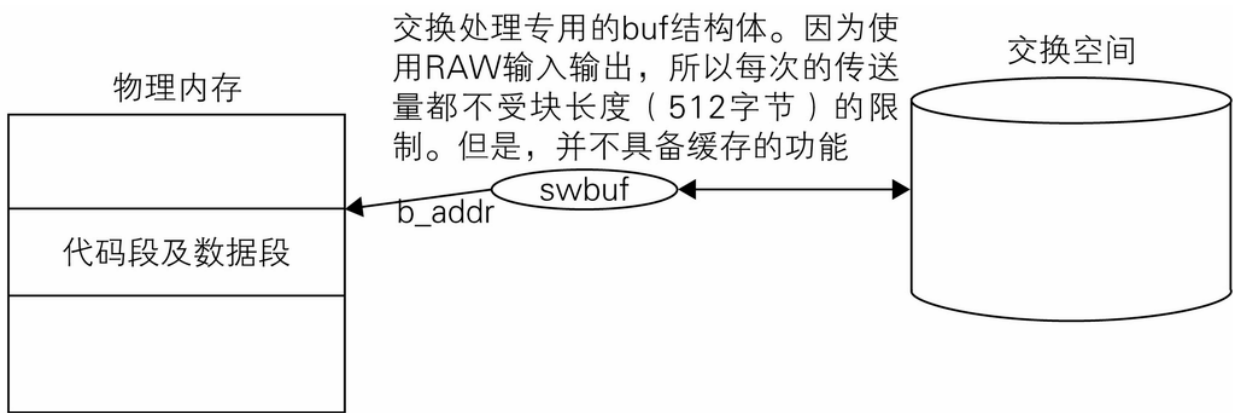 交换处理专用的buf结构体。因为使
用RAW输入输出，所以每次的传送
量都不受块长度（512字节）的限
制。但是，并不具备缓存的功能
交换空间
物理内存
swbuf
b_addr
代码段及数据段